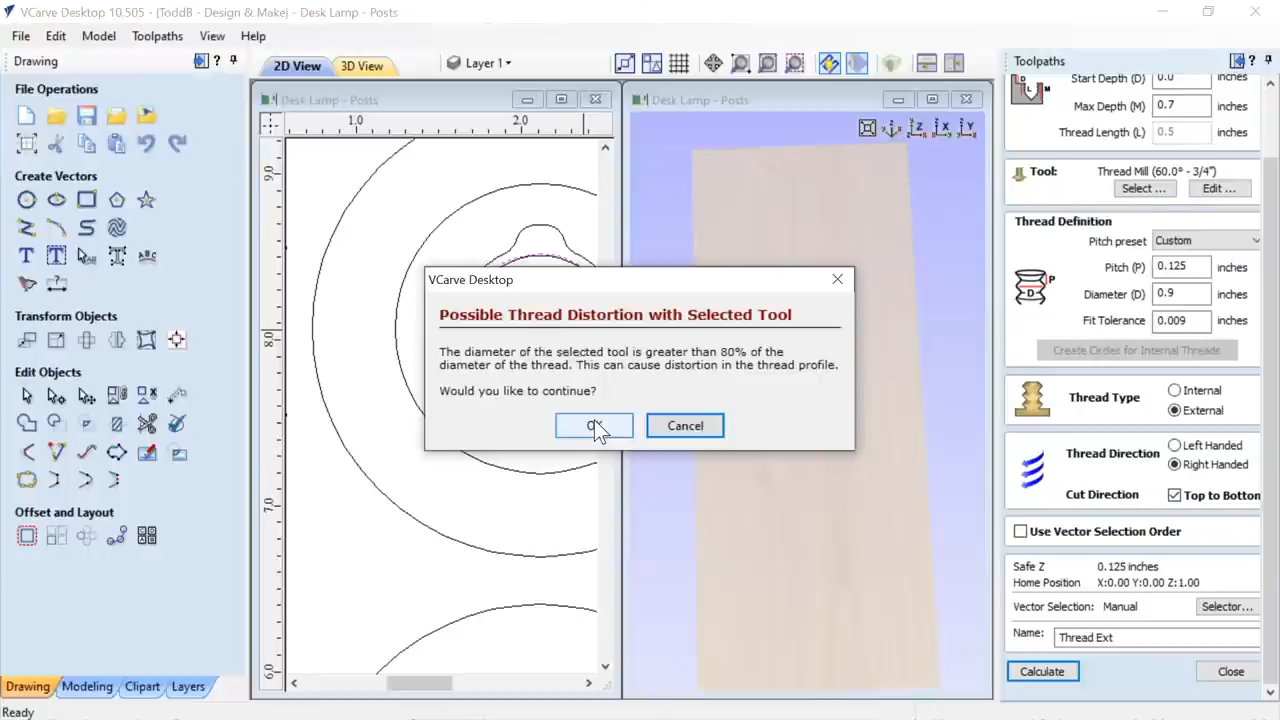 VCarve Desktop 10.505 - (ToddB - Design & Make) - Desk Lamp - Posts
File Edit Model Toolpaths View Help
Drawing
?
2D View
3D View
Layer 1
Toolpaths
?
File Operations
Create Vectors
Transform Objects
Edit Objects
Offset and Layout
Drawing
Modeling
Clipart
Layers
Ready
Desk Lamp - Posts
1.0
2.0
9.0
8.0
7.0
6.0
Desk Lamp - Posts
VCarve Desktop
Possible Thread Distortion with Selected Tool
The diameter of the selected tool is greater than 80% of the
diameter of the thread. This can cause distortion in the thread profile.
Would you like to continue?
Cancel
Start Depth (D) 0.0 inches
Max Depth (M) 0.7 inches
Thread Length (L) 0.5 inches
Tool: Thread Mill (60.0° - 3/4")
Select ...
Edit ...
Thread Definition
Pitch preset Custom
Pitch (P) 0.125 inches
Diameter (D) 0.9 inches
Fit Tolerance 0.009 inches
Create Circles for Internal Threads
Thread Type
Internal
External
Thread Direction
Left Handed
Right Handed
Cut Direction
Top to Bottom
Use Vector Selection Order
Safe Z 0.125 inches
Home Position X:0.00 Y:0.00 Z:1.00
Vector Selection: Manual Selector...
Name: Thread Ext
Calculate
Close